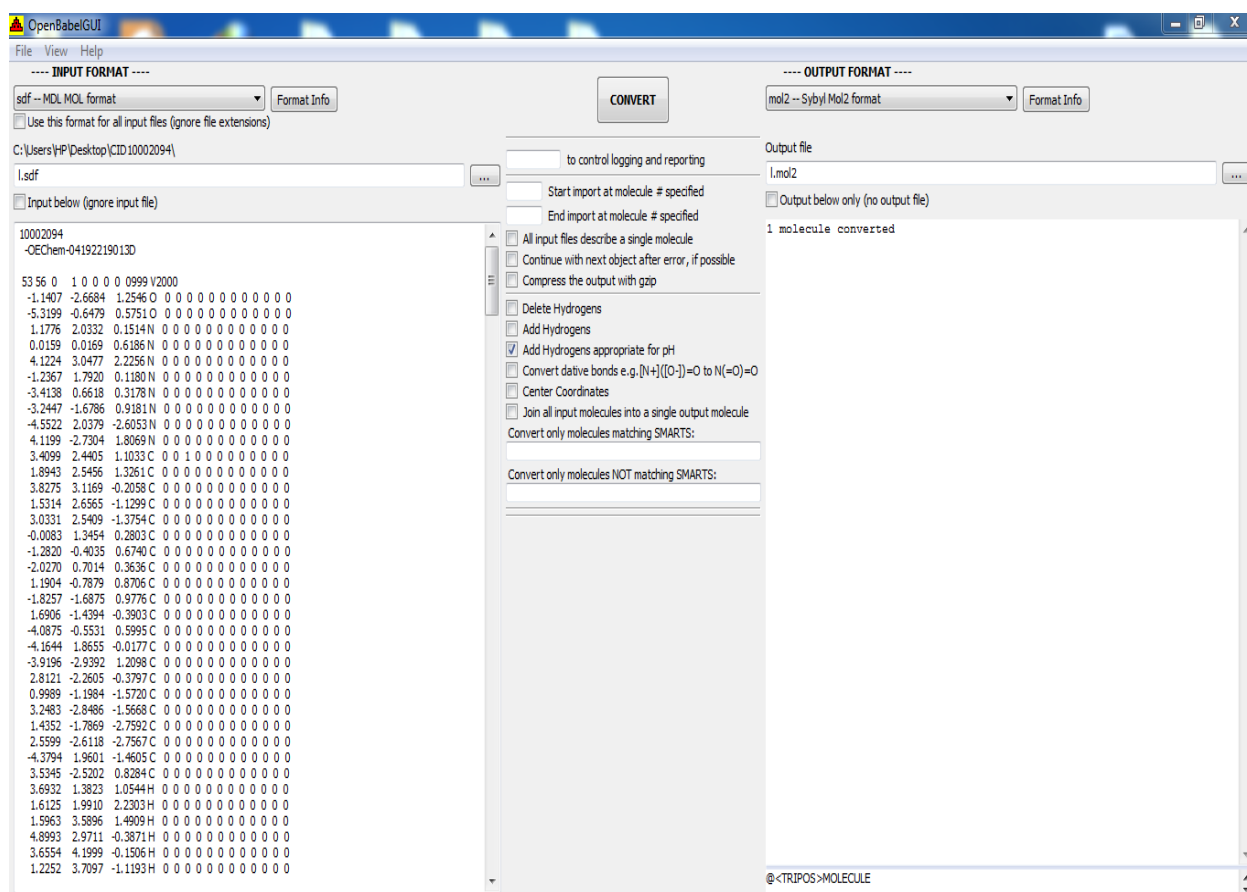 OpenBabelGUI
File View Help
---- INPUT FORMAT ----
sdf -- MDL MOL format
Format Info
Use this format for all input files (ignore file extensions)
C:\Users\HP\Desktop\CID10002094\
l.sdf
...
Input below (ignore input file)
10002094
-OEChem-04192219013D
53 56 0 1 0 0 0 0 0999 V2000
-1.1407 -2.6684 1.2546 O 0 0 0 0 0 0 0 0 0 0 0 0
-5.3199 -0.6479 0.5751 O 0 0 0 0 0 0 0 0 0 0 0 0
1.1776 2.0332 0.1514 N 0 0 0 0 0 0 0 0 0 0 0 0
0.0159 0.0169 0.6186 N 0 0 0 0 0 0 0 0 0 0 0 0
4.1224 3.0477 2.2256 N 0 0 0 0 0 0 0 0 0 0 0 0
-1.2367 1.7920 0.1180 N 0 0 0 0 0 0 0 0 0 0 0 0
-3.4138 0.6618 0.3178 N 0 0 0 0 0 0 0 0 0 0 0 0
-3.2447 -1.6786 0.9181 N 0 0 0 0 0 0 0 0 0 0 0 0
-4.5522 2.0379 -2.6053 N 0 0 0 0 0 0 0 0 0 0 0 0
4.1199 -2.7304 1.8069 N 0 0 0 0 0 0 0 0 0 0 0 0
3.4099 2.4405 1.1033 C 0 0 1 0 0 0 0 0 0 0 0 0
1.8943 2.5456 1.3261 C 0 0 0 0 0 0 0 0 0 0 0 0
3.8275 3.1169 -0.2058 C 0 0 0 0 0 0 0 0 0 0 0 0
1.5314 2.6565 -1.1299 C 0 0 0 0 0 0 0 0 0 0 0 0
3.0331 2.5409 -1.3754 C 0 0 0 0 0 0 0 0 0 0 0 0
-0.0083 1.3454 0.2803 C 0 0 0 0 0 0 0 0 0 0 0 0
-1.2820 -0.4035 0.6740 C 0 0 0 0 0 0 0 0 0 0 0 0
-2.0270 0.7014 0.3636 C 0 0 0 0 0 0 0 0 0 0 0 0
1.1904 -0.7879 0.8706 C 0 0 0 0 0 0 0 0 0 0 0 0
-1.8257 -1.6875 0.9776 C 0 0 0 0 0 0 0 0 0 0 0 0
1.6906 -1.4394 -0.3903 C 0 0 0 0 0 0 0 0 0 0 0 0
-4.0875 -0.5531 0.5995 C 0 0 0 0 0 0 0 0 0 0 0 0
-4.1644 1.8655 -0.0177 C 0 0 0 0 0 0 0 0 0 0 0 0
-3.9196 -2.9392 1.2098 C 0 0 0 0 0 0 0 0 0 0 0 0
2.8121 -2.2605 -0.3797 C 0 0 0 0 0 0 0 0 0 0 0 0
0.9989 -1.1984 -1.5720 C 0 0 0 0 0 0 0 0 0 0 0 0
3.2483 -2.8486 -1.5668 C 0 0 0 0 0 0 0 0 0 0 0 0
1.4352 -1.7869 -2.7592 C 0 0 0 0 0 0 0 0 0 0 0 0
2.5599 -2.6118 -2.7567 C 0 0 0 0 0 0 0 0 0 0 0 0
-4.3794 1.9601 -1.4605 C 0 0 0 0 0 0 0 0 0 0 0 0
3.5345 -2.5202 0.8284 C 0 0 0 0 0 0 0 0 0 0 0 0
3.6932 1.3823 1.0544 H 0 0 0 0 0 0 0 0 0 0 0 0
1.6125 1.9910 2.2303 H 0 0 0 0 0 0 0 0 0 0 0 0
1.5963 3.5896 1.4909 H 0 0 0 0 0 0 0 0 0 0 0 0
4.8993 2.9711 -0.3871 H 0 0 0 0 0 0 0 0 0 0 0 0
3.6554 4.1999 -0.1506 H 0 0 0 0 0 0 0 0 0 0 0 0
1.2252 3.7097 -1.1193 H 0 0 0 0 0 0 0 0 0 0 0 0
CONVERT
to control logging and reporting
Start import at molecule # specified
End import at molecule # specified
All input files describe a single molecule
Continue with next object after error, if possible
Compress the output with gzip
Delete Hydrogens
Add Hydrogens
Add Hydrogens appropriate for pH
Convert dative bonds e.g.[N+]([O-])=O to N(=O)=O
Center Coordinates
Join all input molecules into a single output molecule
Convert only molecules matching SMARTS:
Convert only molecules NOT matching SMARTS:
---- OUTPUT FORMAT ----
mol2 -- Sybyl Mol2 format
Format Info
Output file
l.mol2
...
Output below only (no output file)
1 molecule converted
@<TRIPOS>MOLECULE